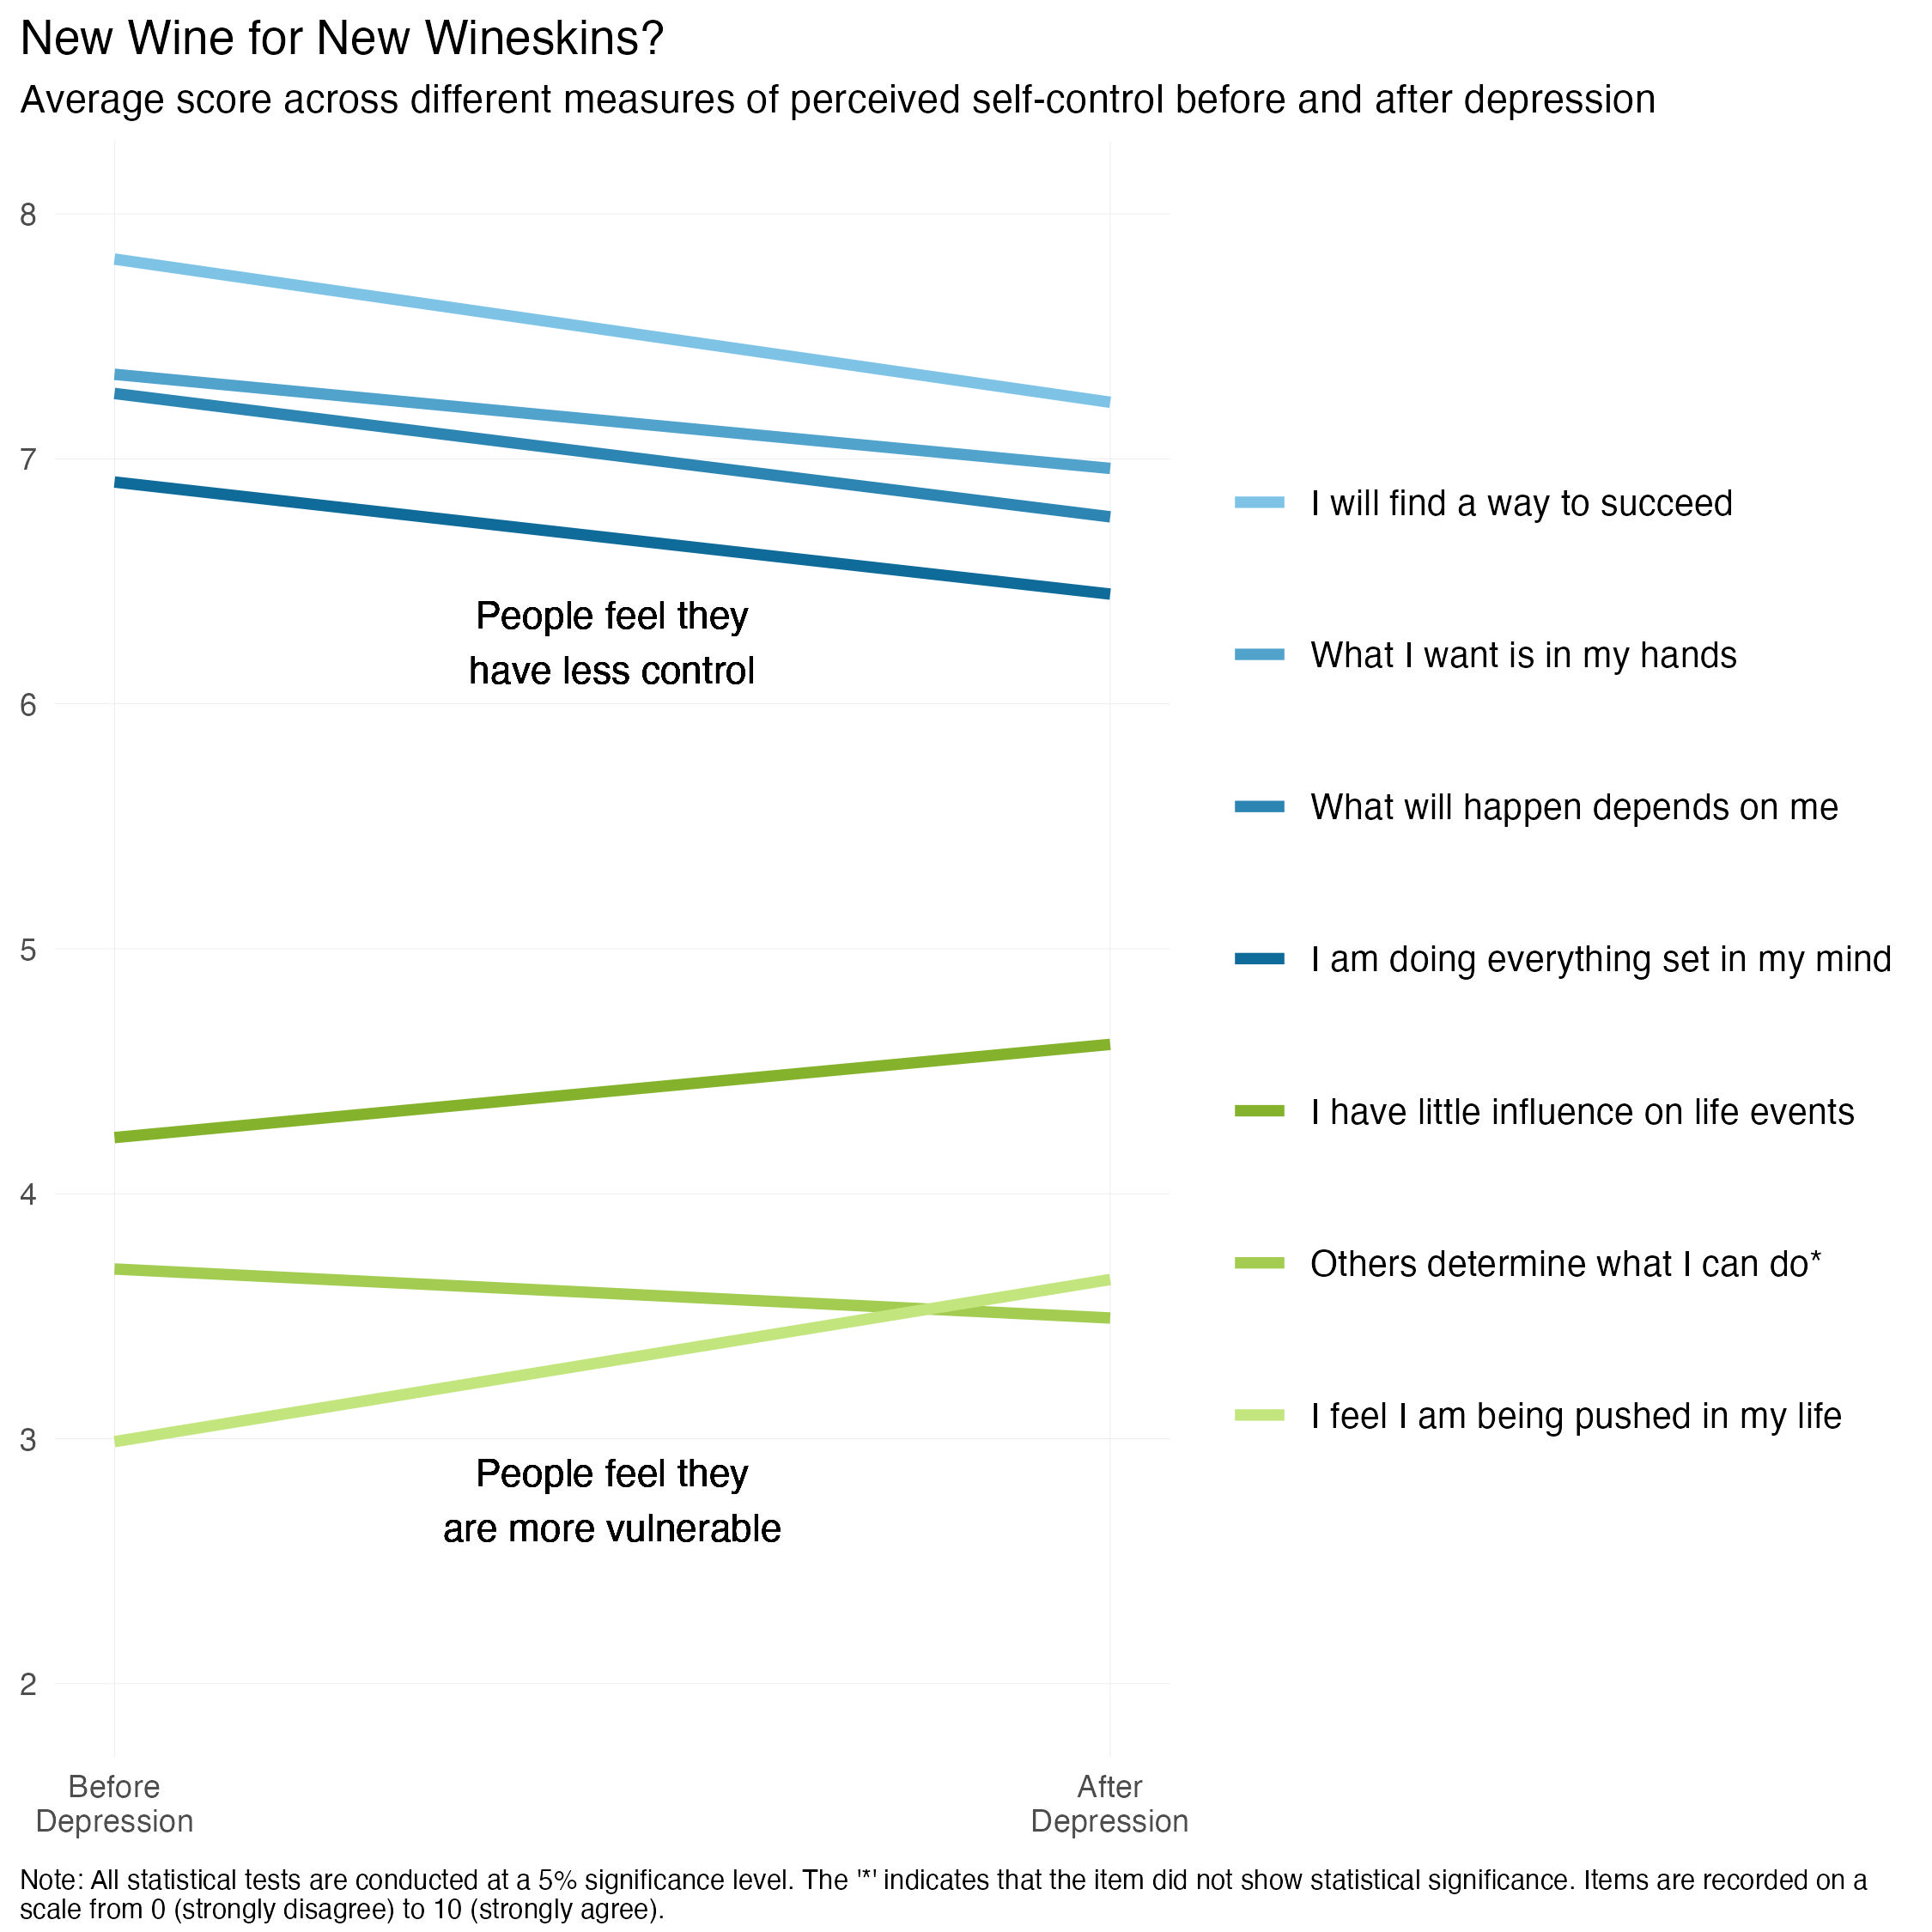 New Wine for New Wineskins?
Average score across different measures of perceived self-control before and after depression
8
7
6
5
4
3
2
People feel they
have less control
People feel they
are more vulnerable
Before
Depression
After
Depression
I will find a way to succeed
What I want is in my hands
What will happen depends on me
I am doing everything set in my mind
I have little influence on life events
Others determine what I can do*
I feel I am being pushed in my life
Note: All statistical tests are conducted at a 5% significance level. The '*' indicates that the item did not show statistical significance. Items are recorded on a
scale from 0 (strongly disagree) to 10 (strongly agree).